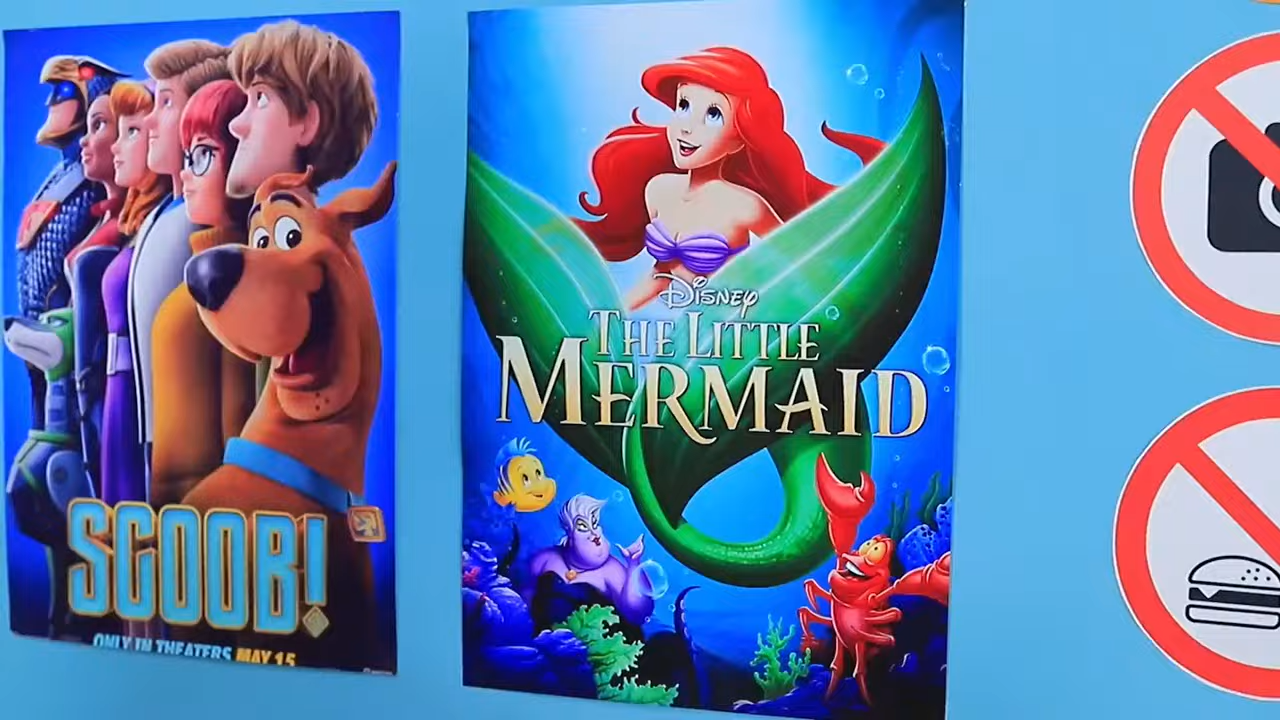 SCOOB!
ONLY IN THEATERS MAY 15
DISNEY
THE LITTLE
MERMAID